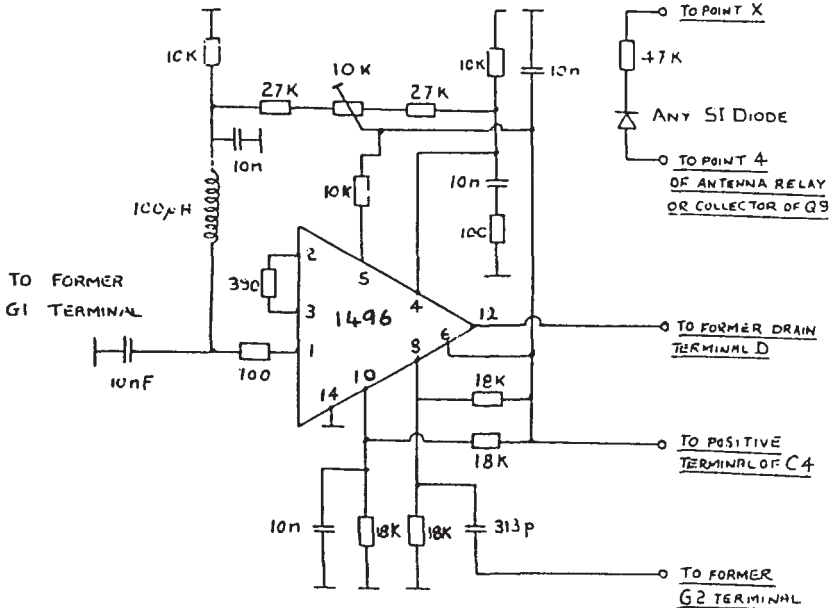 TO POINT X
10K
10K
10K
10n
47K
27K
27K
ANY SI DIODE
10n
TO POINT 4
OF ANTENNA RELAY
OR COLLECTOR OF Q9
10K
10n
100µH
100
2
5
4
TO FORMER
G1 TERMINAL
390
3
1496
12
TO FORMER DRAIN
TERMINAL D
8
6
1
10nF
100
14
10
18K
18K
TO POSITIVE
TERMINAL OF C4
10n
18K
18K
313p
TO FORMER
G2 TERMINAL